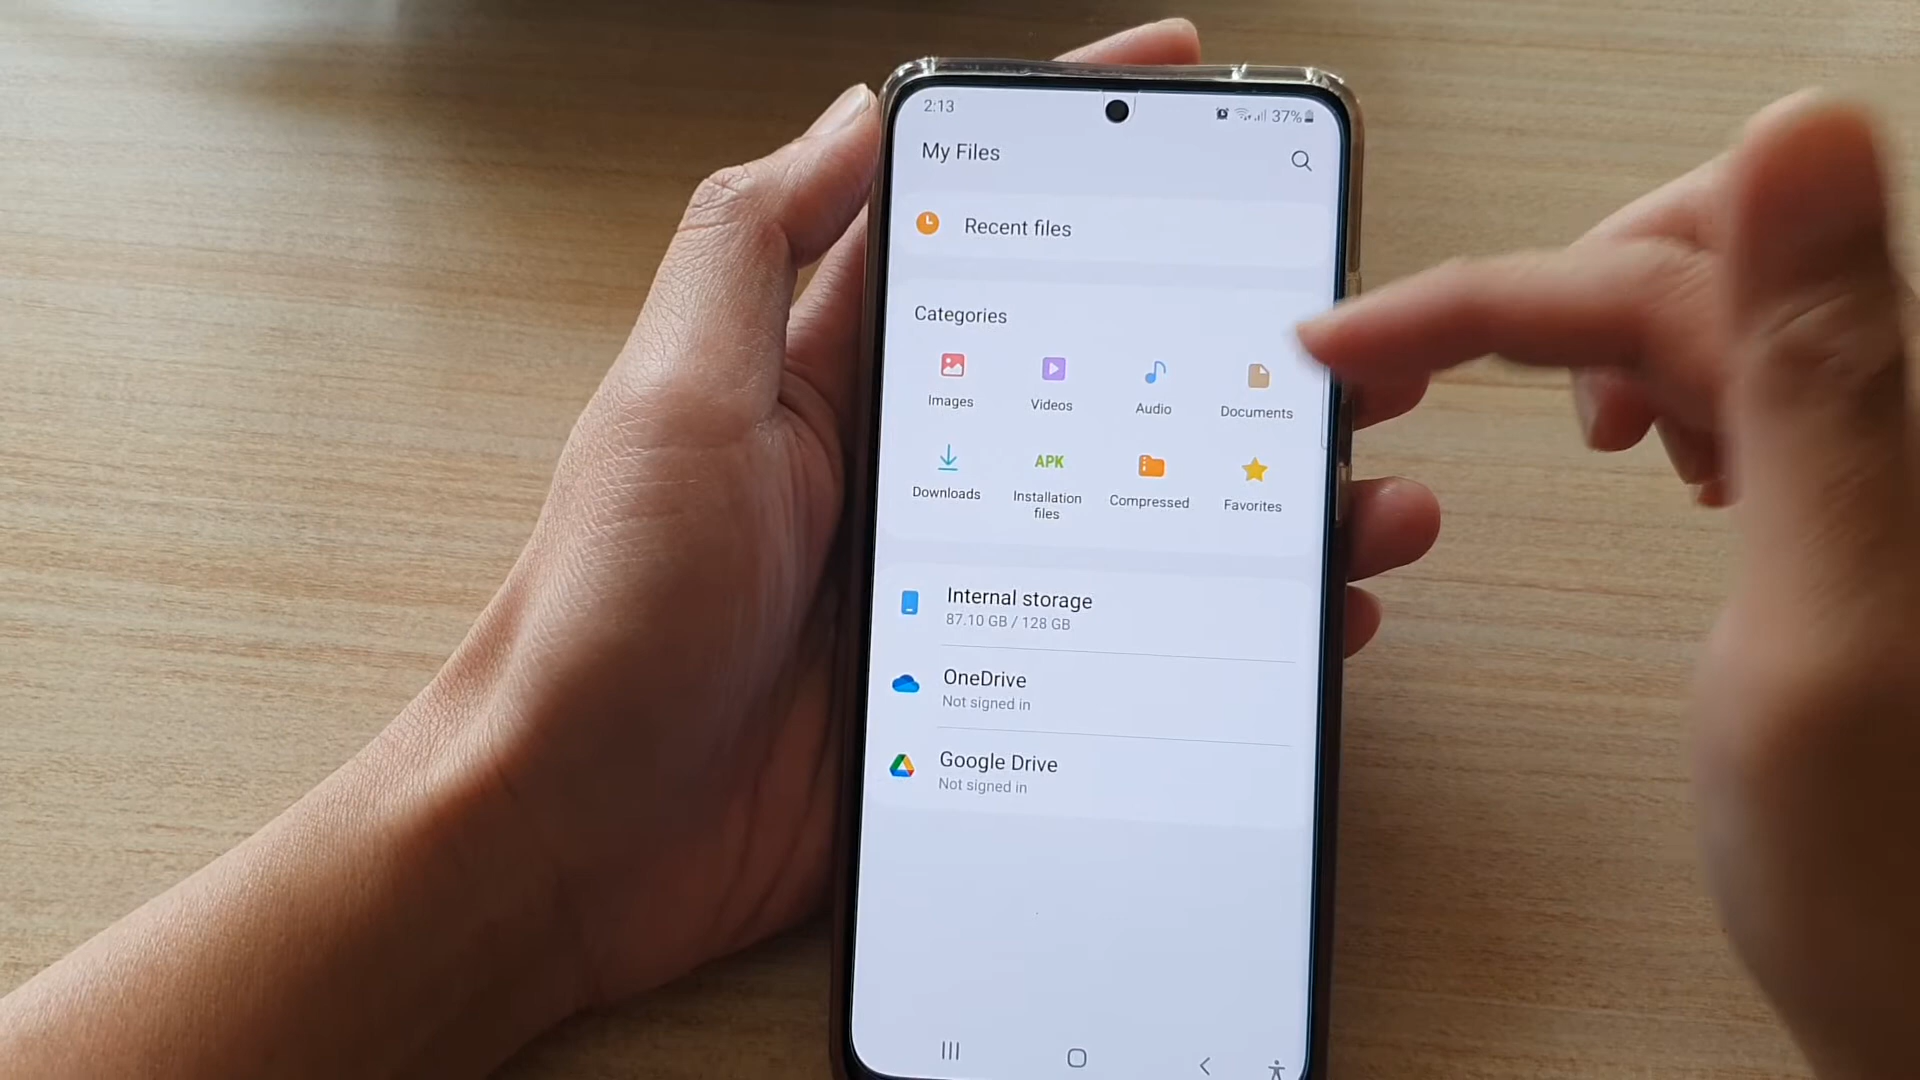 2:13
37%
My Files
Recent files
Categories
Images
Videos
Audio
Documents
Downloads
APK
Installation
files
Compressed
Favorites
Internal storage
87.10 GB / 128 GB
OneDrive
Not signed in
Google Drive
Not signed in